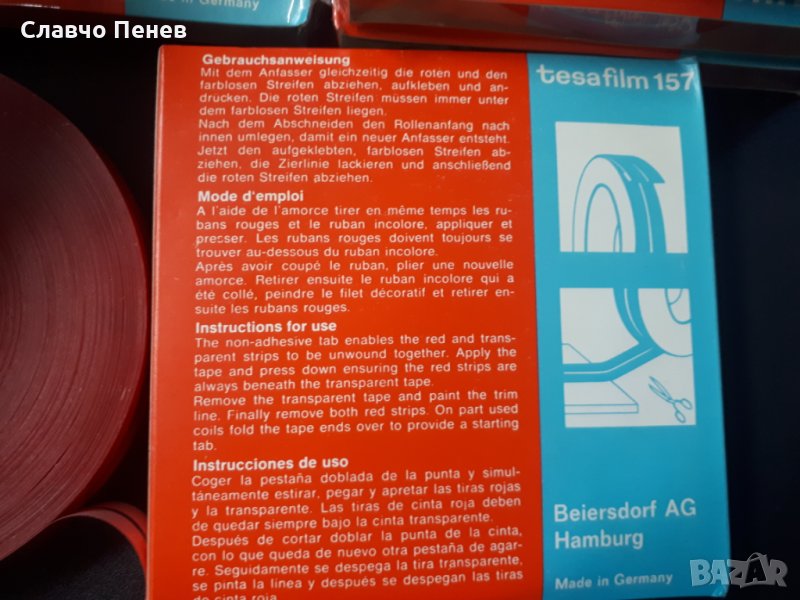 Славчо Пенев
Made in Germany
Gebrauchsanweisung
Mit dem Anfasser gleichzeitig die roten und den
farblosen Streifen abziehen, aufkleben und an-
drücken. Die roten Streifen müssen immer unter
dem farblosen Streifen liegen.
Nach dem Abschneiden den Rollenanfang nach
innen umlegen, damit ein neuer Anfasser entsteht.
Jetzt den aufgeklebten, farblosen Streifen ab-
ziehen, die Zierlinie lackieren und anschließend
die roten Streifen abziehen.
Mode d'emploi
A l'aide de l'amorce tirer en même temps les ru-
bans rouges et le ruban incolore, appliquer et
presser. Les rubans rouges doivent toujours se
trouver au-dessous du ruban incolore.
Après avoir coupé le ruban, plier une nouvelle
amorce. Retirer ensuite le ruban incolore qui a
été collé, peindre le filet décoratif et retirer en-
suite les rubans rouges.
Instructions for use
The non-adhesive tab enables the red and trans-
parent strips to be unwound together. Apply the
tape and press down ensuring the red strips are
always beneath the transparent tape.
Remove the transparent tape and paint the trim
line. Finally remove both red strips. On part used
coils fold the tape ends over to provide a starting
tab.
Instrucciones de uso
Coger la pestaña doblada de la punta y simul-
táneamente estirar, pegar y apretar las tiras rojas
y la transparente. Las tiras de cinta roja deben
de quedar siempre bajo la cinta transparente.
Después de cortar doblar la punta de la cinta,
con lo que queda de nuevo otra pestaña de agar-
re. Seguidamente se despega la tira transparente,
se pinta la línea y después se despegan las tiras
de cinta roja.
tesafilm 157
Beiersdorf AG
Hamburg
Made in Germany
BAZAR